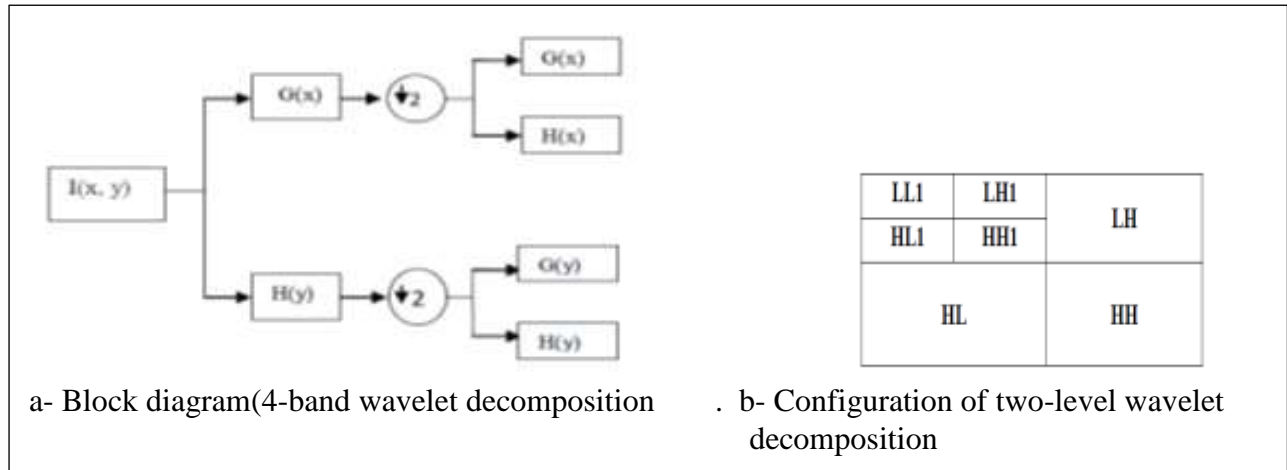 G(x)
G(x)
↓2
H(x)
I(x, y)
G(y)
H(y)
↓2
H(y)
LL1 LH1 LH
HL1 HH1
HL HH
a- Block diagram(4-band wavelet decomposition
. b- Configuration of two-level wavelet
decomposition